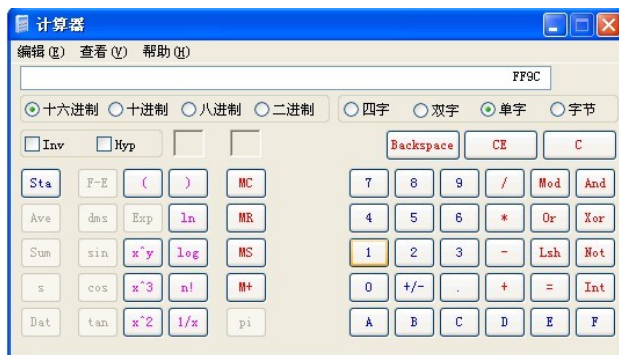 计算器
编辑(E) 查看(V) 帮助(H)
FF9C
十六进制 十进制 八进制 二进制 四字 双字 单字 字节
Inv Hyp Backspace CE C
Sta F-E ( ) MC 7 8 9 / Mod And
Ave dms Exp ln MR 4 5 6 * Or Xor
Sum sin x^y log MS 1 2 3 - Lsh Not
s cos x^3 n! M+ 0 +/- . + = Int
Dat tan x^2 1/x pi A B C D E F